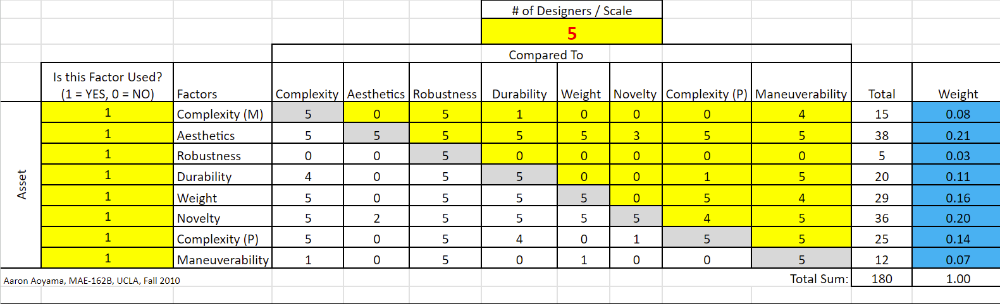 # of Designers / Scale
5
Compared To
Is this Factor Used?
(1 = YES, 0 = NO) Factors Complexity Aesthetics Robustness Durability Weight Novelty Complexity (P) Maneuverability Total Weight
1 Complexity (M) 5 0 5 1 0 0 0 4 15 0.08
1 Aesthetics 5 5 5 5 5 3 5 5 38 0.21
1 Robustness 0 0 5 0 0 0 0 0 5 0.03
Asset
1 Durability 4 0 5 5 0 0 1 5 20 0.11
1 Weight 5 0 5 5 5 0 5 4 29 0.16
1 Novelty 5 2 5 5 5 5 4 5 36 0.20
1 Complexity (P) 5 0 5 4 0 1 5 5 25 0.14
1 Maneuverability 1 0 5 0 1 0 0 5 12 0.07
Aaron Aoyama, MAE-162B, UCLA, Fall 2010 Total Sum: 180 1.00